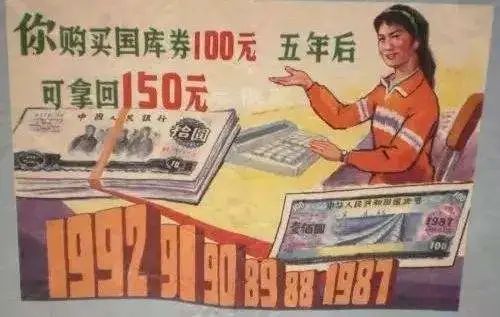 你购买国库券100元 五年后
可拿回150元
中国人民银行
拾圆
10
中华人民共和国国库券
壹佰圆
1987
100
1992 91 90 89 88 1987